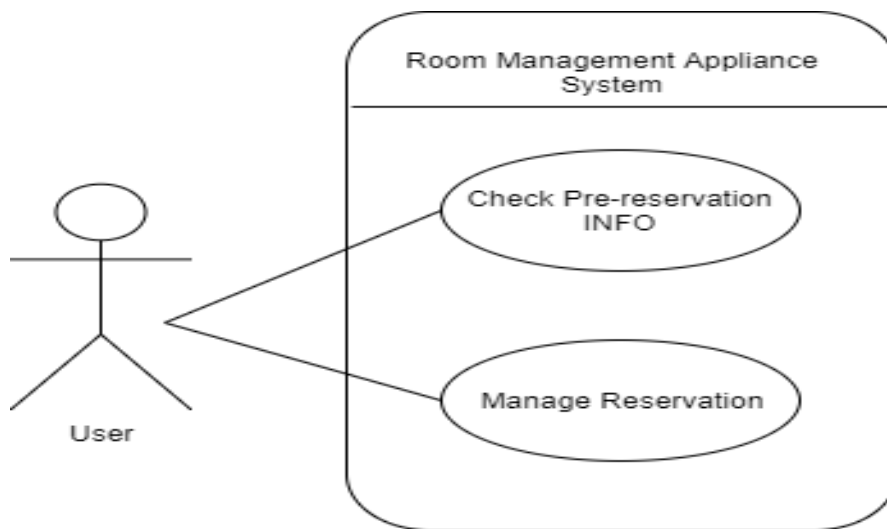 Room Management Appliance
System
Check Pre-reservation
INFO
Manage Reservation
User